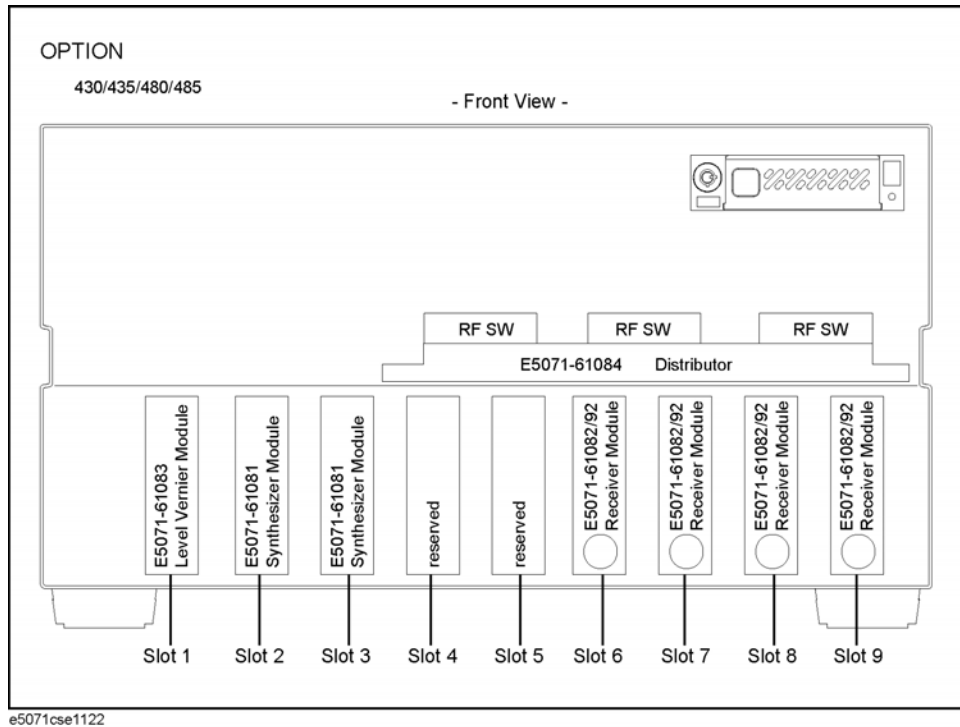 OPTION
430/435/480/485
- Front View -
RF SW
RF SW
RF SW
E5071-61084 Distributor
E5071-61083
Level Vernier Module
E5071-61081
Synthesizer Module
E5071-61081
Synthesizer Module
reserved
reserved
E5071-61082/92
Receiver Module
E5071-61082/92
Receiver Module
E5071-61082/92
Receiver Module
E5071-61082/92
Receiver Module
Slot 1
Slot 2
Slot 3
Slot 4
Slot 5
Slot 6
Slot 7
Slot 8
Slot 9
e5071cse1122